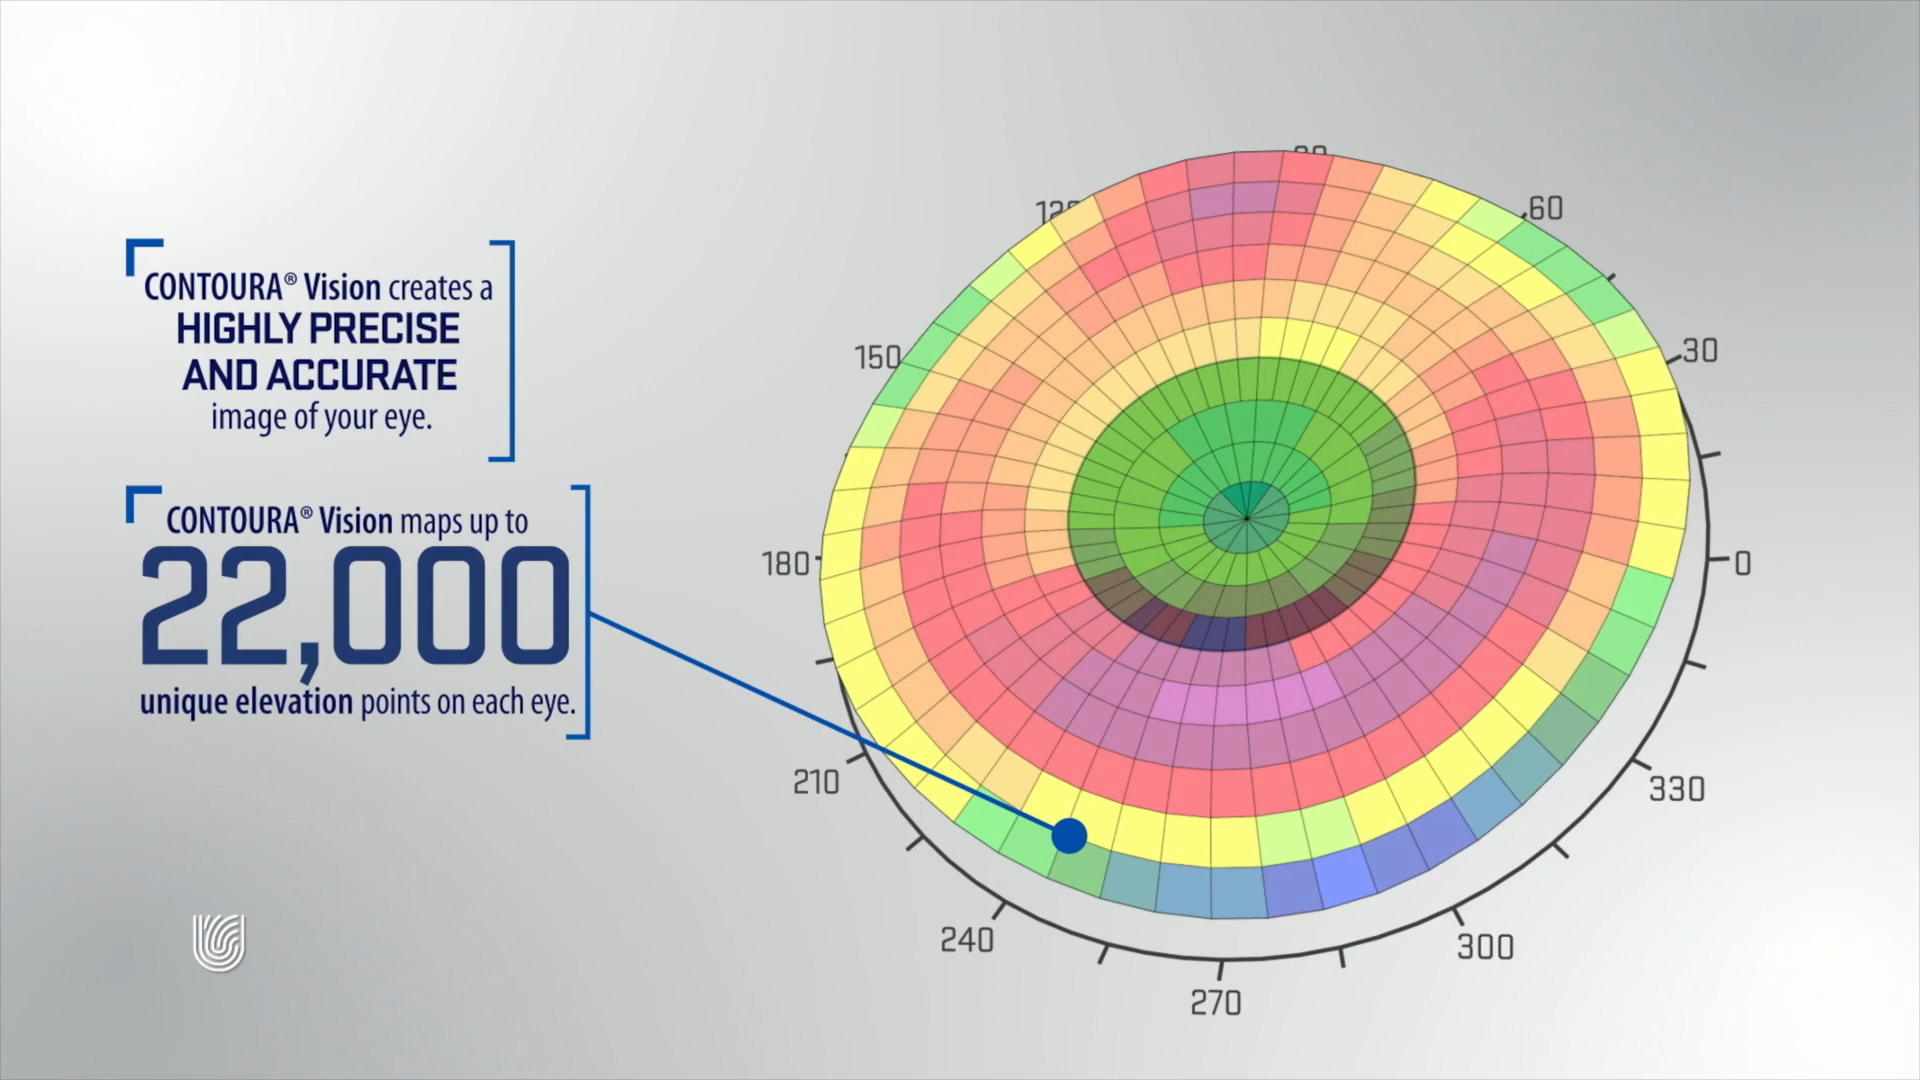 CONTOURA® Vision creates a
HIGHLY PRECISE
AND ACCURATE
image of your eye.
CONTOURA® Vision maps up to
22,000
unique elevation points on each eye.
60
30
0
330
300
270
240
210
180
150